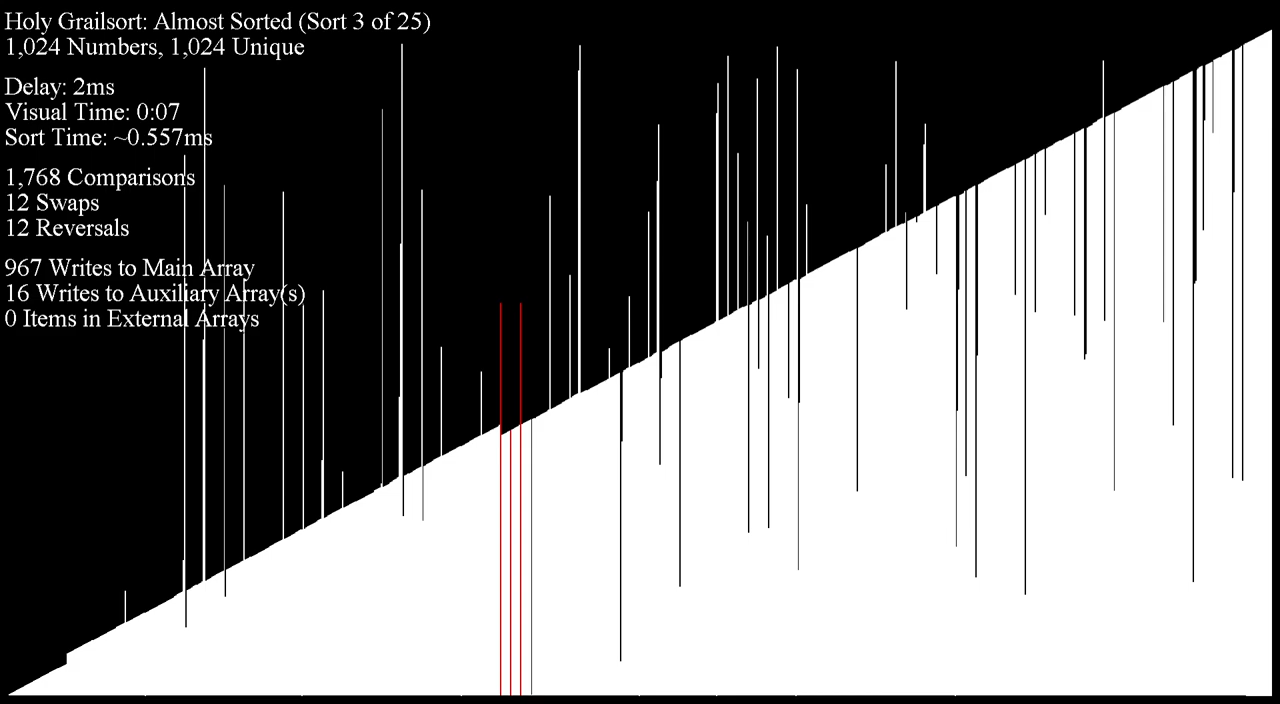 Holy Grailsort: Almost Sorted (Sort 3 of 25)
1,024 Numbers, 1,024 Unique
Delay: 2ms
Visual Time: 0:07
Sort Time: ~0.557ms
1,768 Comparisons
12 Swaps
12 Reversals
967 Writes to Main Array
16 Writes to Auxiliary Array(s)
0 Items in External Arrays